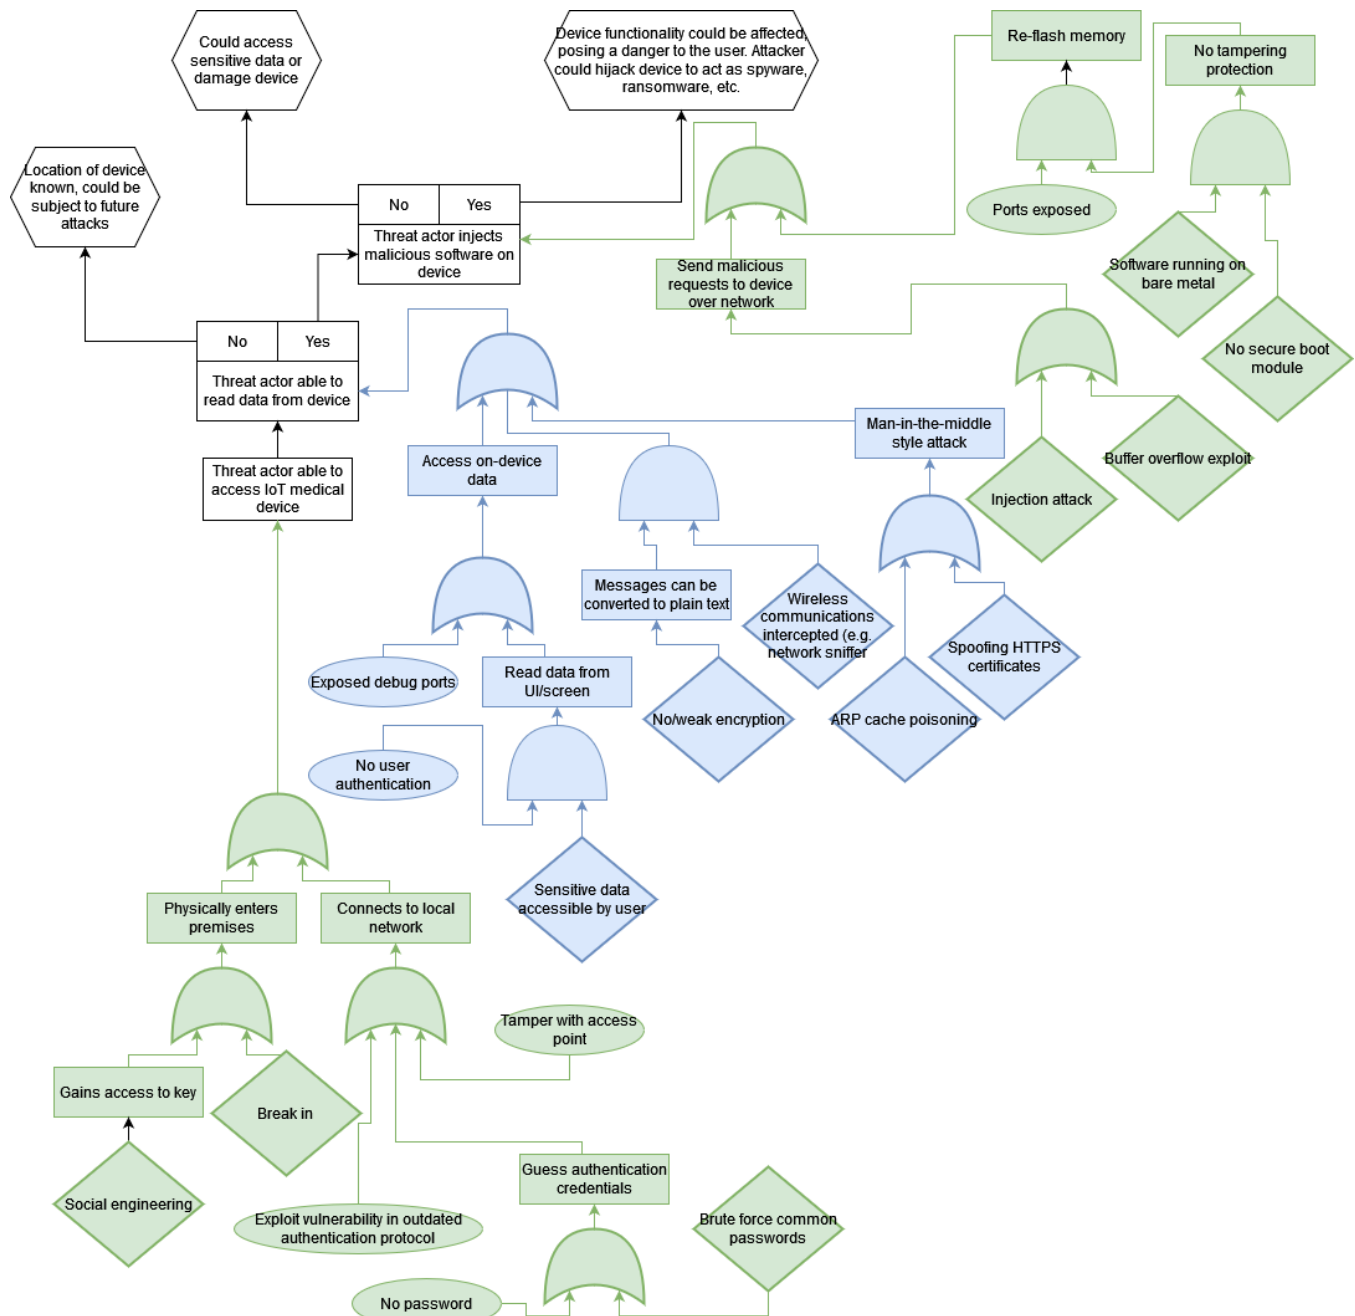 Could access
sensitive data or
damage device
Device functionality could be affected,
posing a danger to the user. Attacker
could hijack device to act as spyware,
ransomware, etc.
Re-flash memory
No tampering
protection
Location of device
known, could be
subject to future
attacks
No
Yes
Threat actor injects
malicious software on
device
Ports exposed
Send malicious
requests to device
over network
Software running on
bare metal
No secure boot
module
No
Yes
Threat actor able to
read data from device
Man-in-the-middle
style attack
Access on-device
data
Threat actor able to
access IoT medical
device
Buffer overflow exploit
Injection attack
Messages can be
converted to plain text
Wireless
communications
intercepted (e.g.
network sniffer
Spoofing HTTPS
certificates
Exposed debug ports
Read data from
UI/screen
No/weak encryption
ARP cache poisoning
No user
authentication
Sensitive data
accessible by user
Physically enters
premises
Connects to local
network
Tamper with access
point
Gains access to key
Break in
Social engineering
Guess authentication
credentials
Exploit vulnerability in outdated
authentication protocol
Brute force common
passwords
No password